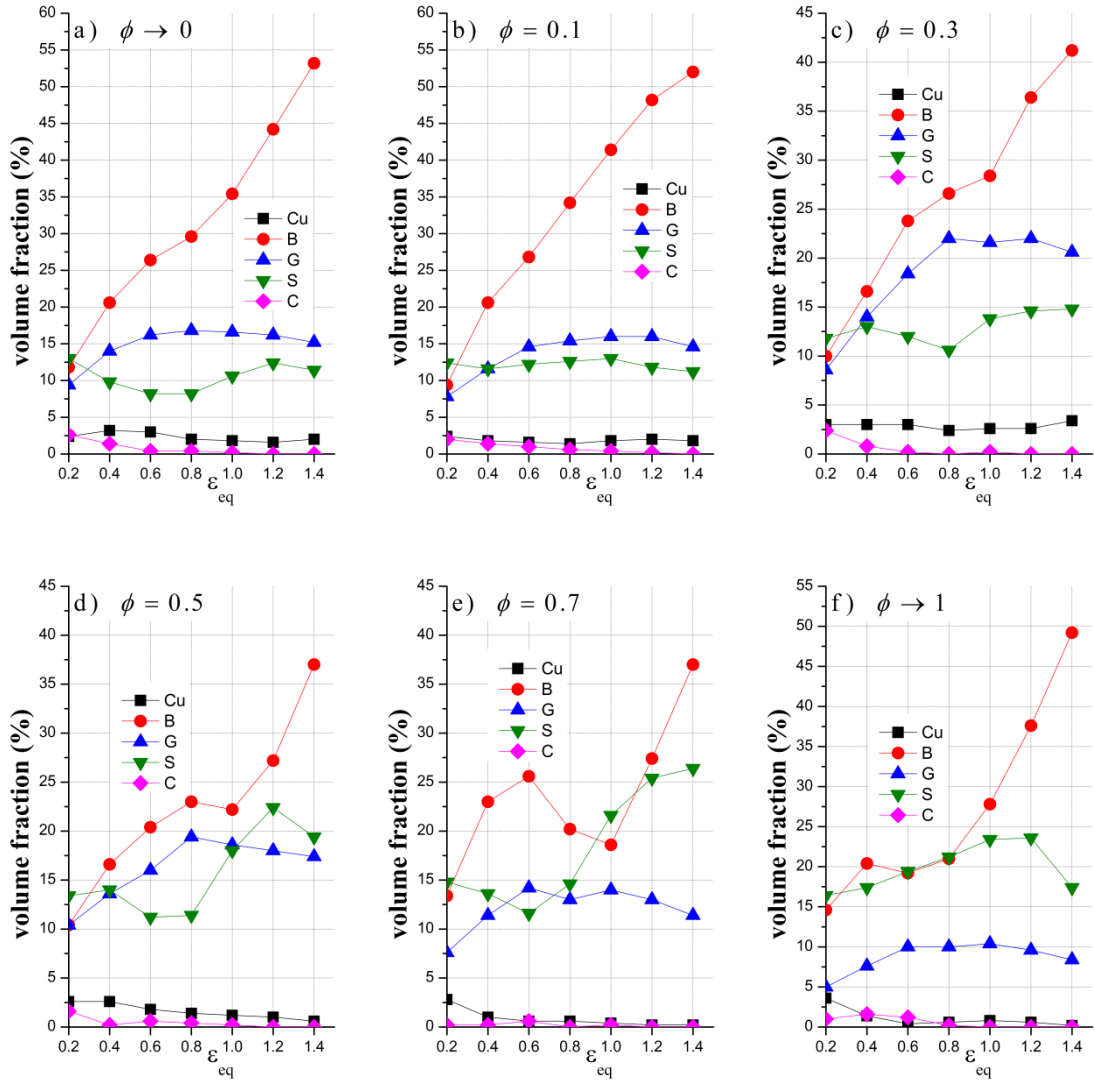 a) ϕ → 0
volume fraction (%)
60
55
50
45
40
35
30
25
20
15
10
5
0
Cu
B
G
S
C
0.2 0.4 0.6 0.8 1.0 1.2 1.4
ε eq
b) ϕ = 0.1
volume fraction (%)
60
55
50
45
40
35
30
25
20
15
10
5
0
Cu
B
G
S
C
0.2 0.4 0.6 0.8 1.0 1.2 1.4
ε eq
c) ϕ = 0.3
volume fraction (%)
45
40
35
30
25
20
15
10
5
0
Cu
B
G
S
C
0.2 0.4 0.6 0.8 1.0 1.2 1.4
ε eq
d) ϕ = 0.5
volume fraction (%)
45
40
35
30
25
20
15
10
5
0
Cu
B
G
S
C
0.2 0.4 0.6 0.8 1.0 1.2 1.4
ε eq
e) ϕ = 0.7
volume fraction (%)
45
40
35
30
25
20
15
10
5
0
Cu
B
G
S
C
0.2 0.4 0.6 0.8 1.0 1.2 1.4
ε eq
f) ϕ → 1
volume fraction (%)
55
50
45
40
35
30
25
20
15
10
5
0
Cu
B
G
S
C
0.2 0.4 0.6 0.8 1.0 1.2 1.4
ε eq